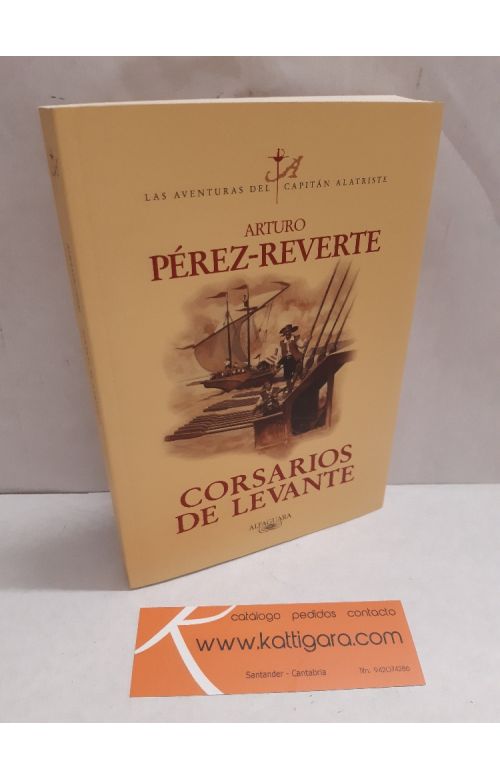 LAS AVENTURAS DEL CAPITÁN ALATRISTE
ARTURO
PÉREZ-REVERTE
CORSARIOS
DE LEVANTE
ALFAGUARA
catálogo pedidos contacto
www.kattigara.com
Santander - Cantabria